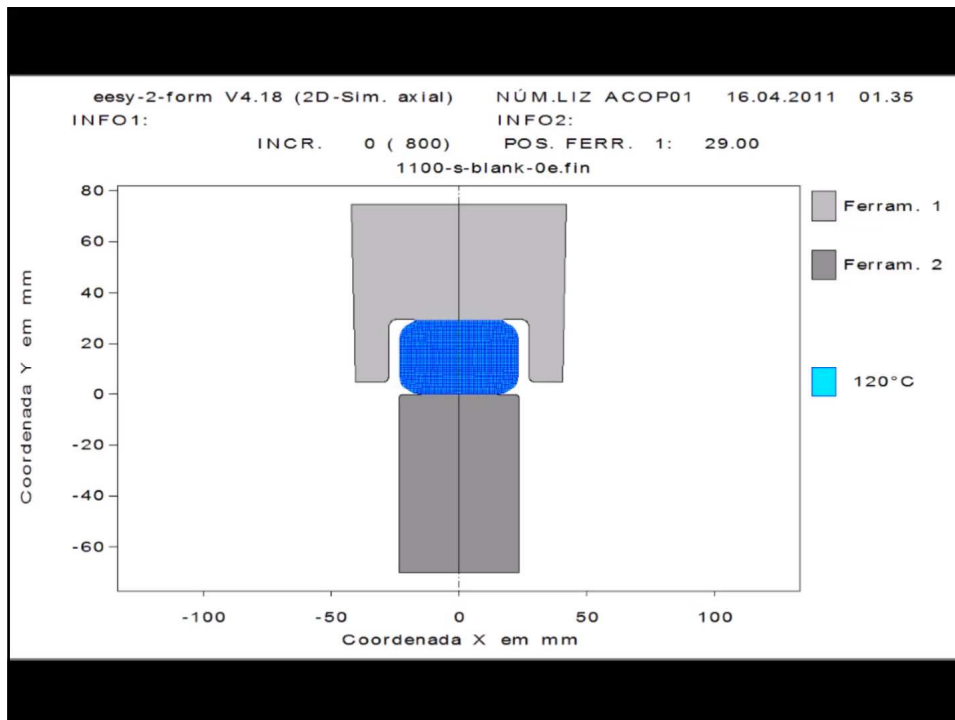 eesy-2-form V4.18 (2D-Sim. axial) NÚM.LIZ ACOP01 16.04.2011 01.35
INFO1: INFO2:
INCR. 0 ( 800) POS. FERR. 1: 29.00
1100-s-blank-0e.fin
80
60
40
20
0
-20
-40
-60
Coordenada Y em mm
-100 -50 0 50 100
Coordenada X em mm
Ferram. 1
Ferram. 2
120°C